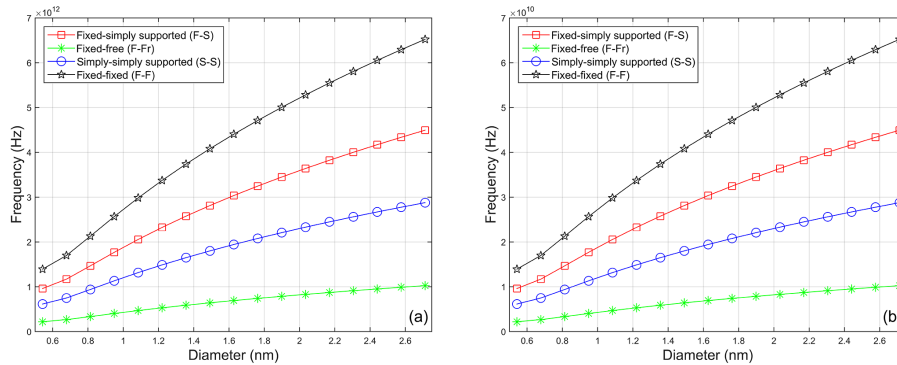 ×10^12
7
6
5
4
3
2
1
0
Frequency (Hz)
Fixed-simply supported (F-S)
Fixed-free (F-Fr)
Simply-simply supported (S-S)
Fixed-fixed (F-F)
(a)
0.6 0.8 1 1.2 1.4 1.6 1.8 2 2.2 2.4 2.6
Diameter (nm)
×10^10
7
6
5
4
3
2
1
0
Frequency (Hz)
Fixed-simply supported (F-S)
Fixed-free (F-Fr)
Simply-simply supported (S-S)
Fixed-fixed (F-F)
(b
0.6 0.8 1 1.2 1.4 1.6 1.8 2 2.2 2.4 2.6
Diameter (nm)